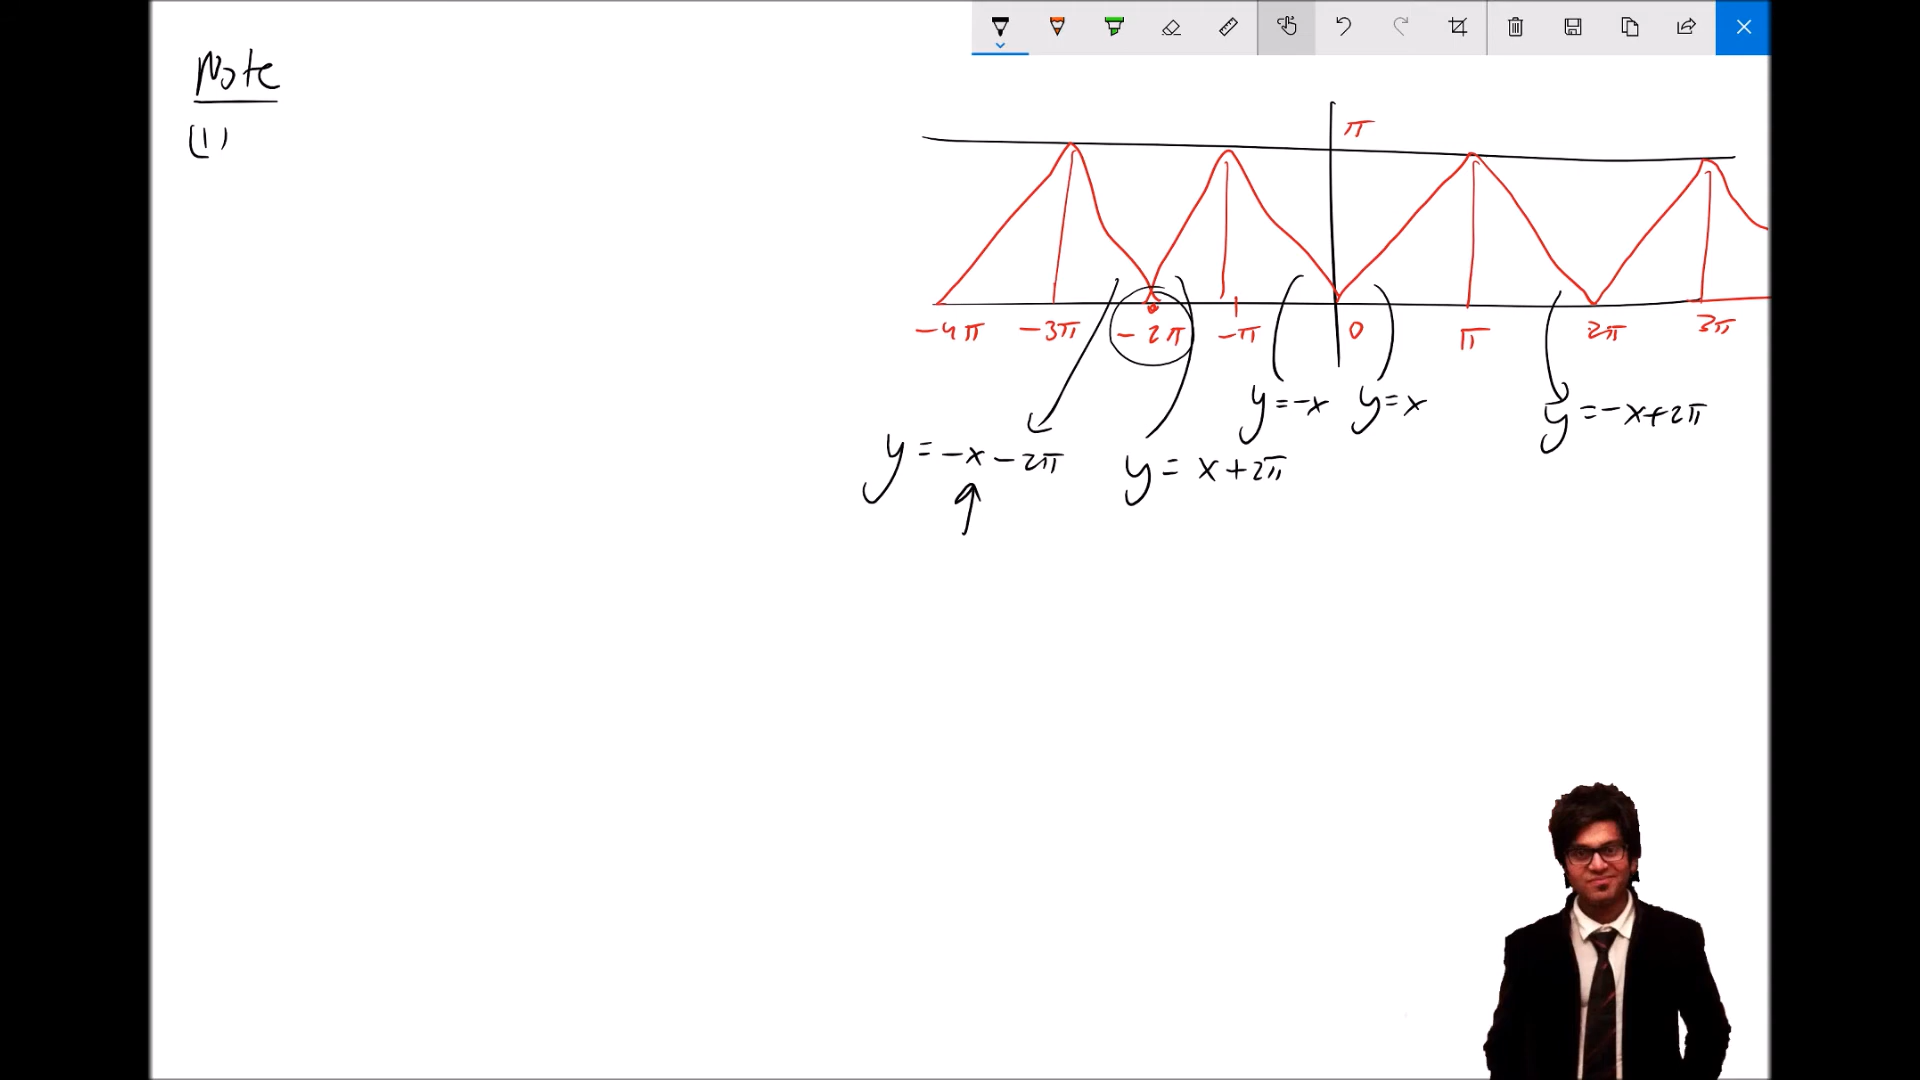 Note
(1)
π
-4π -3π -2π -π 0 π 2π 3π
y=-x y=x y=-x+2π
y=-x-2π y=x+2π